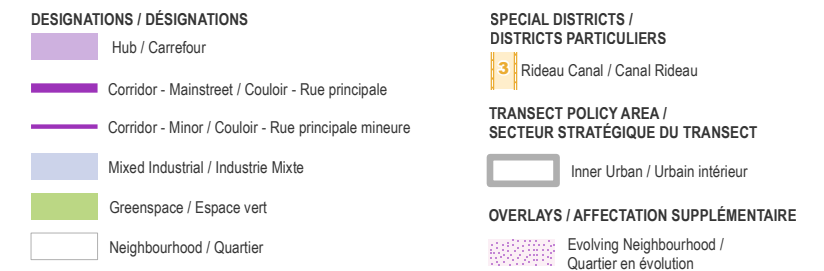 DESIGNATIONS / DÉSIGNATIONS
Hub / Carrefour
Corridor - Mainstreet / Couloir - Rue principale
Corridor - Minor / Couloir - Rue principale mineure
Mixed Industrial / Industrie Mixte
Greenspace / Espace vert
Neighbourhood / Quartier
SPECIAL DISTRICTS /
DISTRICTS PARTICULIERS
3 Rideau Canal / Canal Rideau
TRANSECT POLICY AREA /
SECTEUR STRATÉGIQUE DU TRANSECT
Inner Urban / Urbain intérieur
OVERLAYS / AFFECTATION SUPPLÉMENTAIRE
Evolving Neighbourhood /
Quartier en évolution